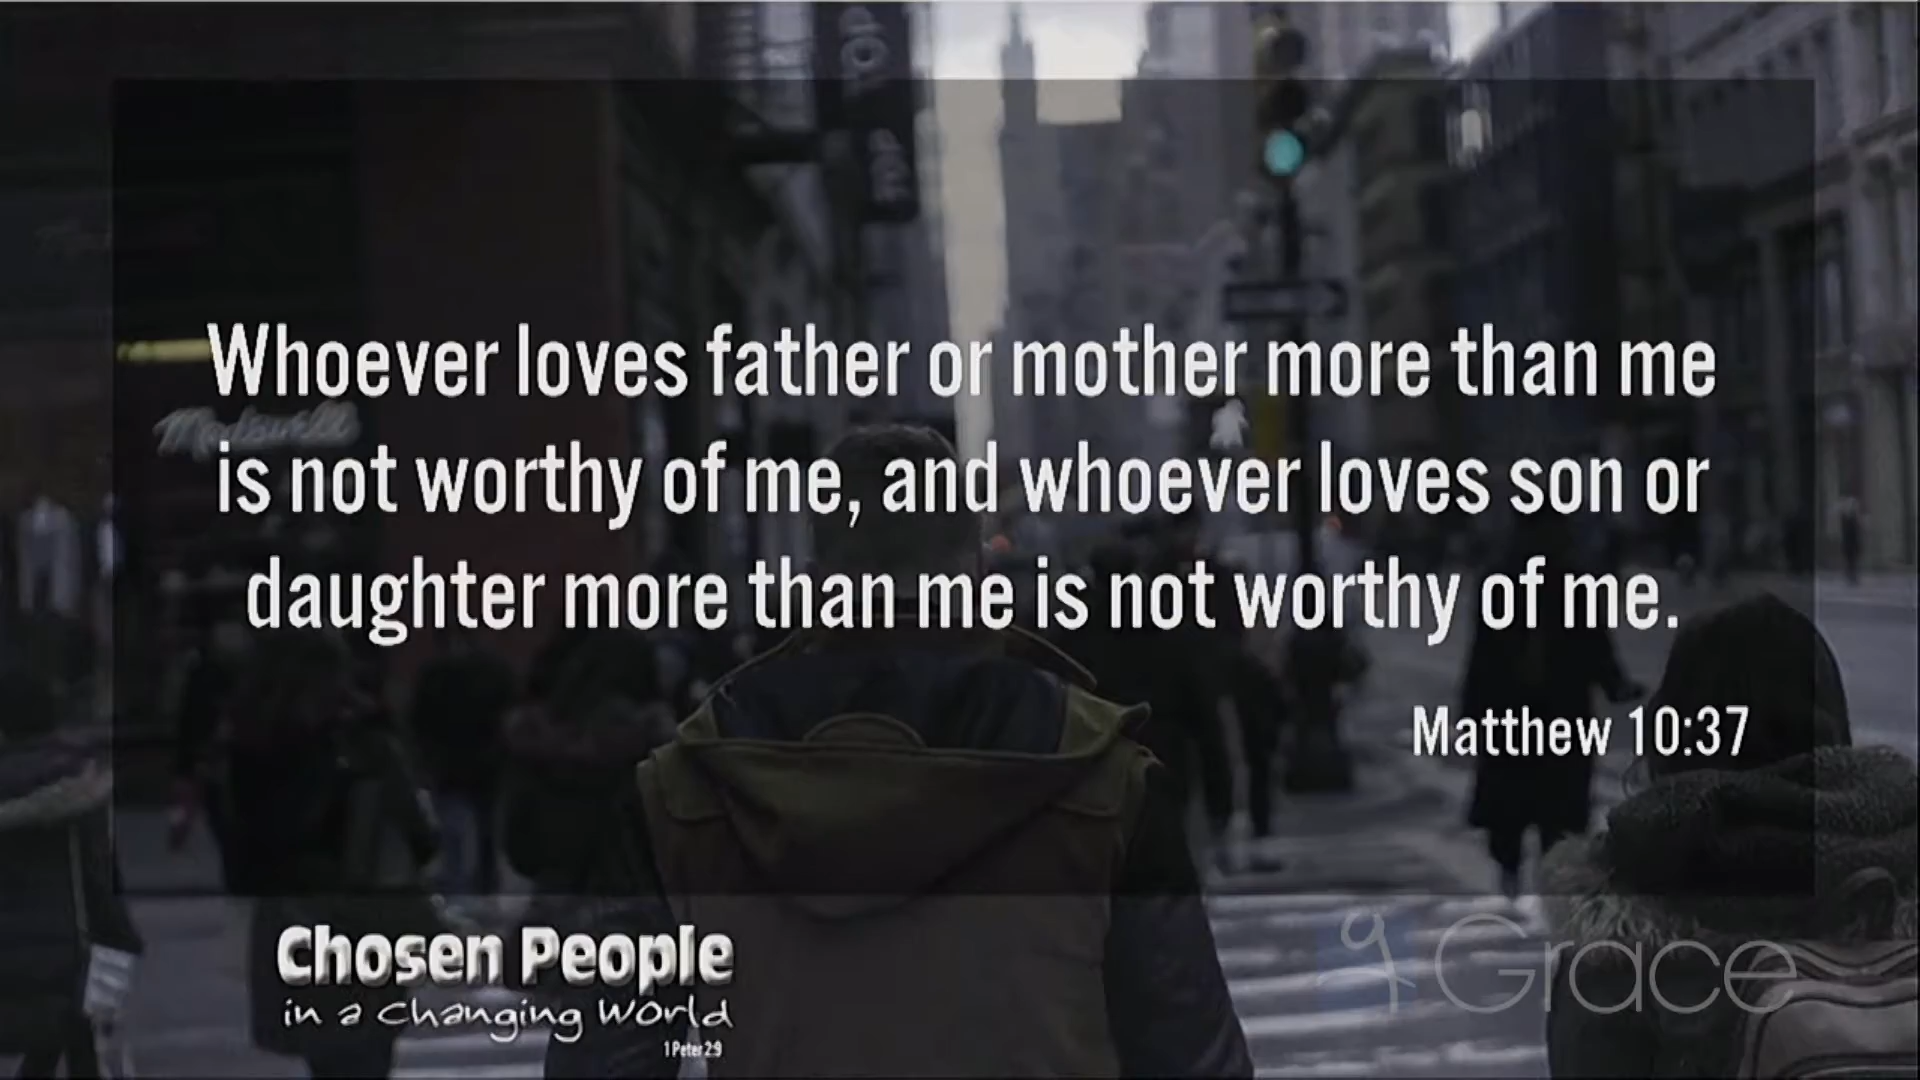 Whoever loves father or mother more than me
is not worthy of me, and whoever loves son or
daughter more than me is not worthy of me.
Matthew 10:37
Chosen People
in a Changing World
1 Peter 2:9
Grace